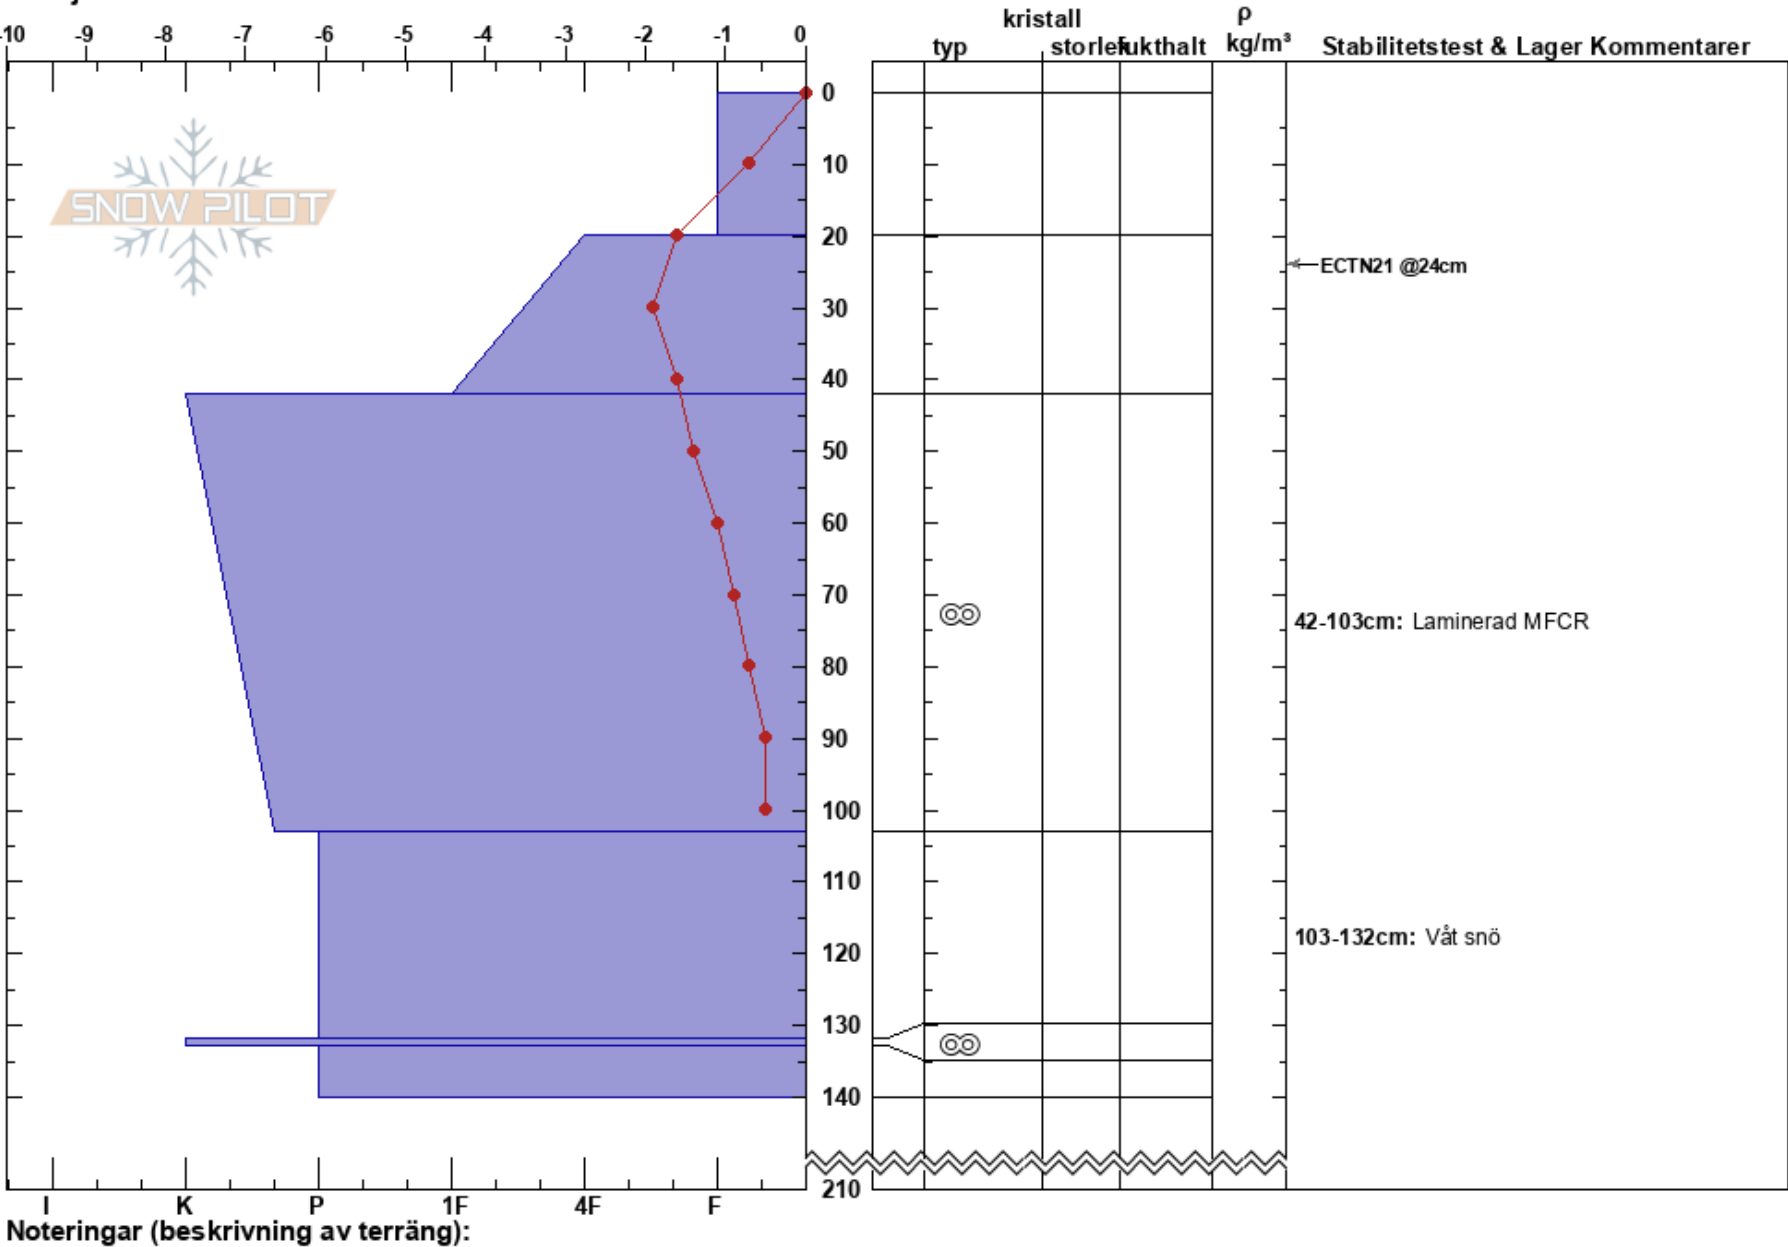 kristall ρ
-10 -9 -8 -7 -6 -5 -4 -3 -2 -1 0 typ storlek fukthalt kg/m³ Stabilitetstest & Lager Kommentarer
0
10
SNOW PILOT
20
ECTN21 @24cm
30
40
50
60
70
42-103cm: Laminerad MFCR
80
90
100
110
103-132cm: Våt snö
120
130
140
210
I K P 1F 4F F
Noteringar (beskrivning av terräng):